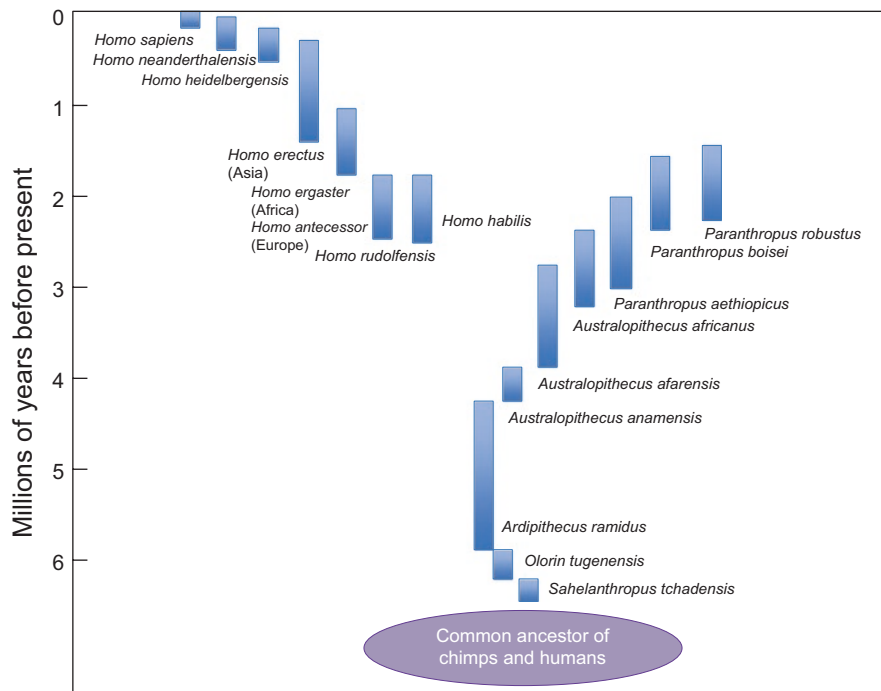 Millions of years before present
0
1
2
3
4
5
6
Homo sapiens
Homo neanderthalensis
Homo heidelbergensis
Homo erectus
(Asia)
Homo ergaster
(Africa)
Homo antecessor
(Europe)
Homo rudolfensis
Homo habilis
Paranthropus robustus
Paranthropus boisei
Paranthropus aethiopicus
Australopithecus africanus
Australopithecus afarensis
Australopithecus anamensis
Ardipithecus ramidus
Olorin tugenensis
Sahelanthropus tchadensis
Common ancestor of
chimps and humans